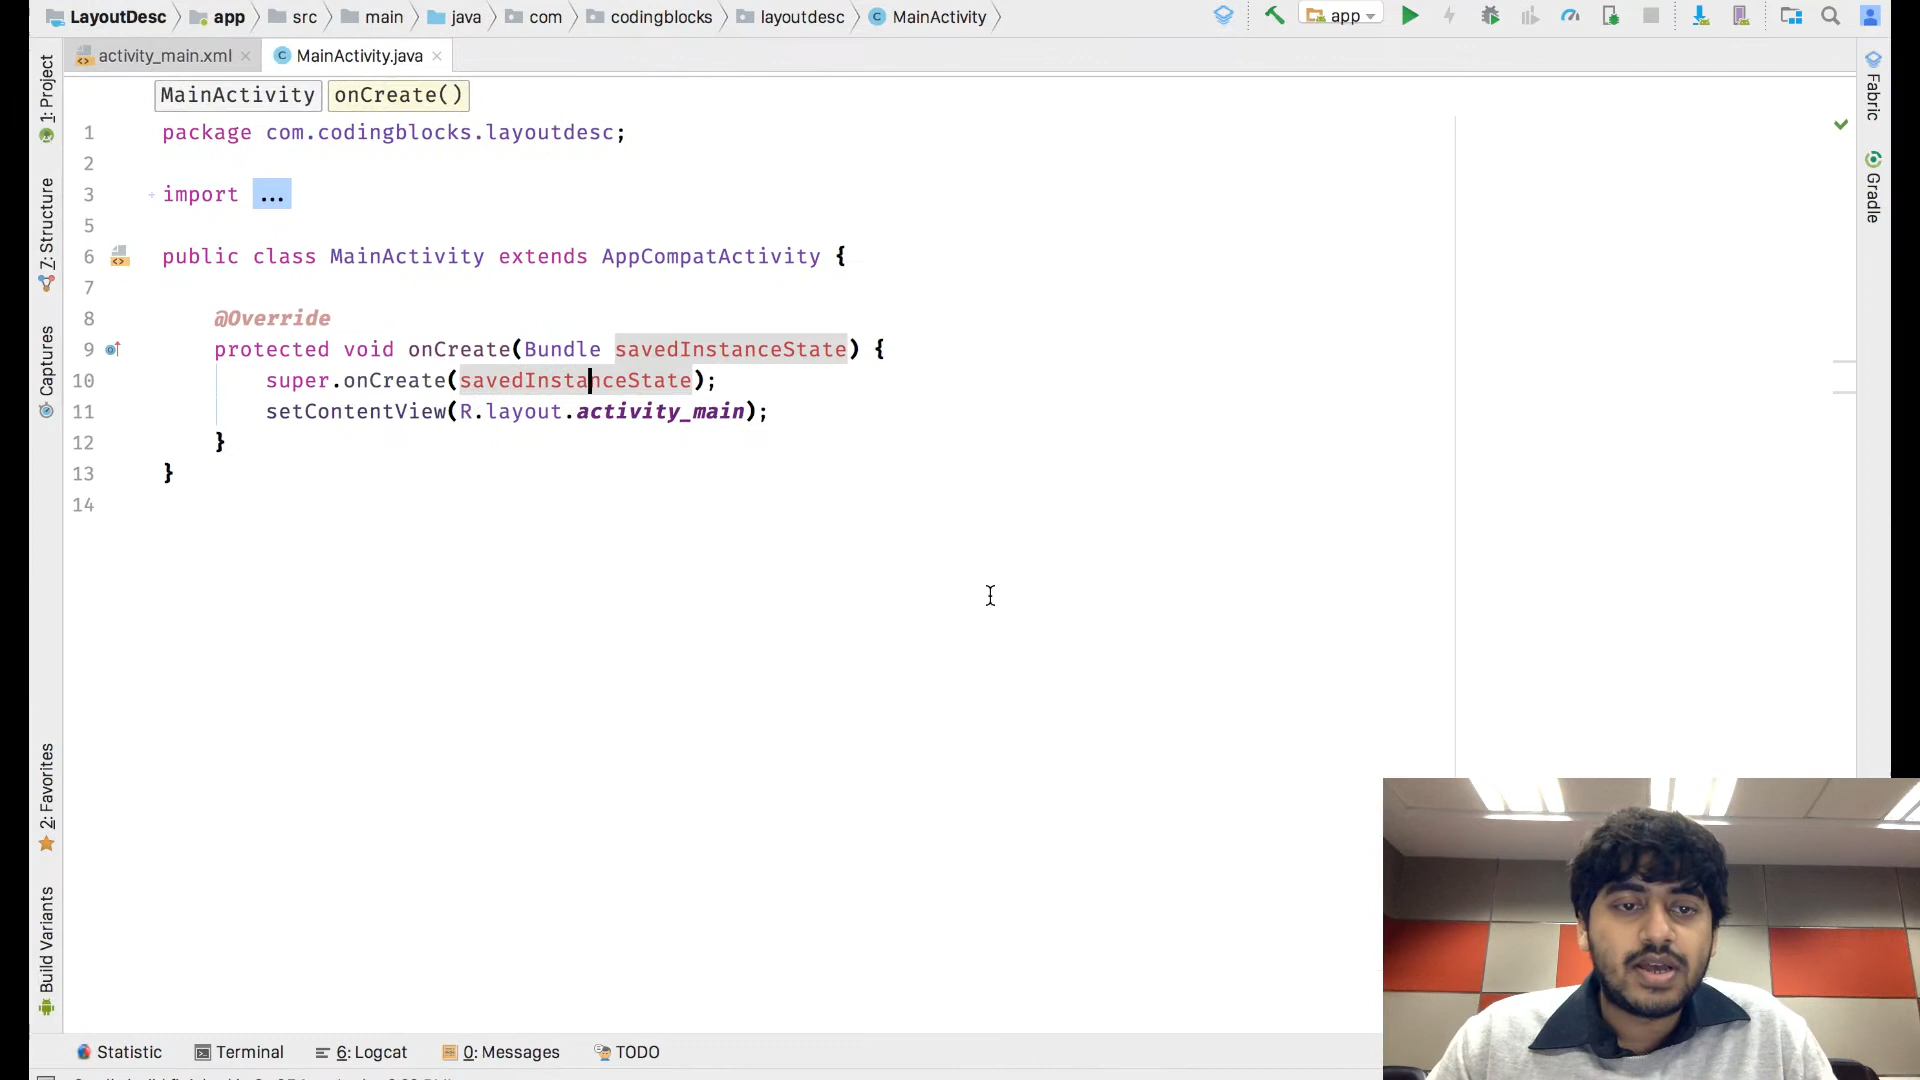 LayoutDesc app src main java com codingblocks layoutdesc MainActivity app
activity_main.xml MainActivity.java
MainActivity onCreate()
1 package com.codingblocks.layoutdesc;
2
3 import ...
5
6 public class MainActivity extends AppCompatActivity {
7
8 @Override
9 protected void onCreate(Bundle savedInstanceState) {
10 super.onCreate(savedInstanceState);
11 setContentView(R.layout.activity_main);
12 }
13 }
14
1: Project
7: Structure
Captures
2: Favorites
Build Variants
Fabric
Gradle
Statistic Terminal 6: Logcat 0: Messages TODO